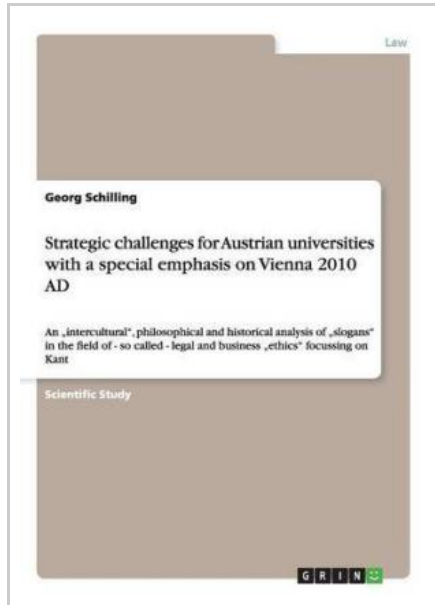 Law
Georg Schilling
Strategic challenges for Austrian universities
with a special emphasis on Vienna 2010
AD
An „intercultural“, philosophical and historical analysis of „slogans“
in the field of - so called - legal and business „ethics“ focussing on
Kant
Scientific Study
GRIN